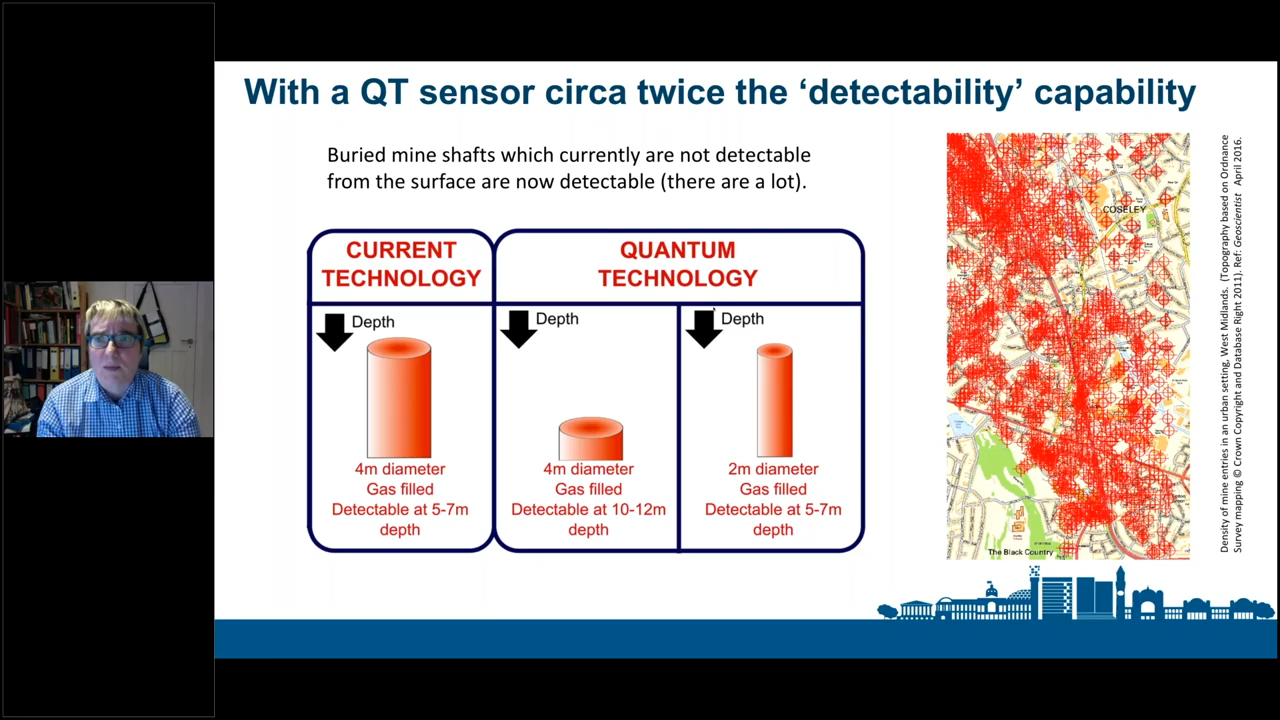 With a QT sensor circa twice the ‘detectability’ capability
Buried mine shafts which currently are not detectable
from the surface are now detectable (there are a lot).
CURRENT
TECHNOLOGY
QUANTUM
TECHNOLOGY
Depth
4m diameter
Gas filled
Detectable at 5-7m
depth
Depth
4m diameter
Gas filled
Detectable at 10-12m
depth
Depth
2m diameter
Gas filled
Detectable at 5-7m
depth
COSELEY
The Black Country
Density of mine entries in an urban setting, West Midlands. (Topography based on Ordnance
Survey mapping © Crown Copyright and Database Right 2011). Ref: Geoscientist April 2016.